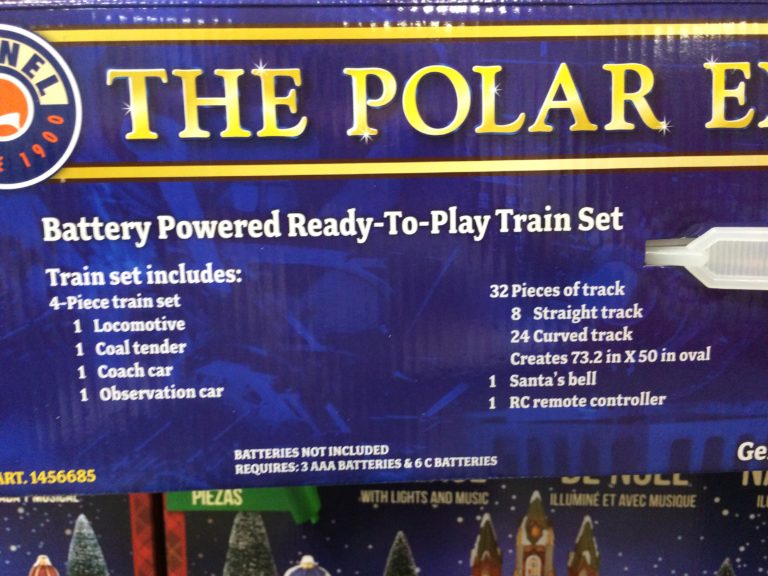 THE POLAR
1900
Battery Powered Ready-To-Play Train Set
Train set includes:
4-Piece train set
1 Locomotive
1 Coal tender
1 Coach car
1 Observation car
32 Pieces of track
8 Straight track
24 Curved track
Creates 73.2 in X 50 in oval
1 Santa's bell
1 RC remote controller
BATTERIES NOT INCLUDED
REQUIRES: 3 AAA BATTERIES & 6 C BATTERIES
ART. 1456685
PIEZAS
WITH LIGHTS AND MUSIC
DE NOËL
ILLUMINÉ ET AVEC MUSIQUE